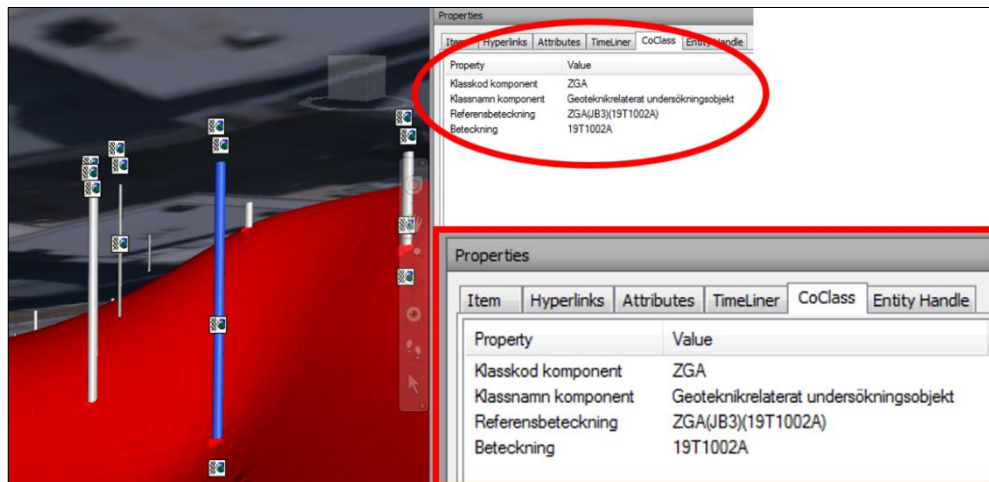 Properties
Item Hyperlinks Attributes TimeLiner CoClass Entity Handle
Property Value
Klasskod komponent ZGA
Klassnamn komponent Geoteknikrelaterat undersökningsobjekt
Referensbeteckning ZGA(JB3)(19T1002A)
Beteckning 19T1002A
Properties
Item Hyperlinks Attributes TimeLiner CoClass Entity Handle
Property Value
Klasskod komponent ZGA
Klassnamn komponent Geoteknikrelaterat undersökningsobjekt
Referensbeteckning ZGA(JB3)(19T1002A)
Beteckning 19T1002A